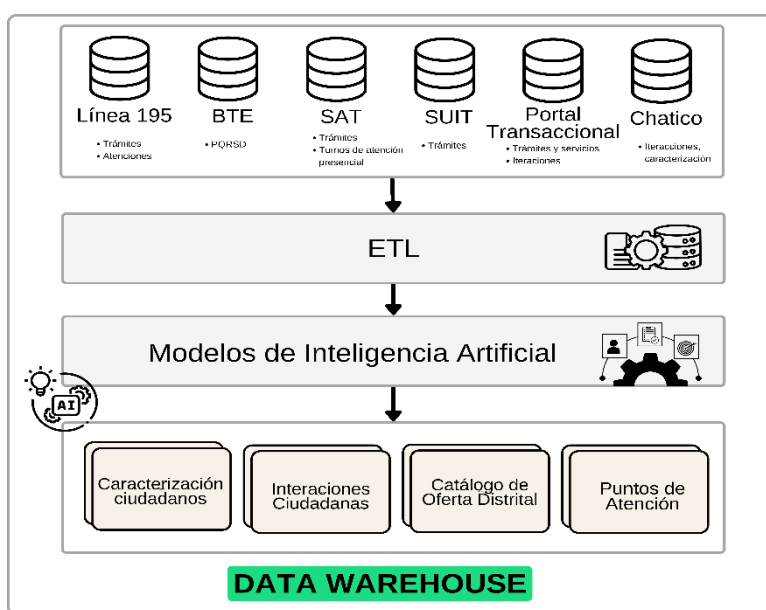 Línea 195
BTE
SAT
SUIT
Portal
Transaccional
Chatico
• Trámites
• Atenciones
• PQRSD
• Trámites
• Turnos de atención
presencial
• Trámites
• Trámites y servicios
• Iteraciones
• Iteracciones,
caracterización
ETL
Modelos de Inteligencia Artificial
AI
Caracterización
ciudadanos
Interaciones
Ciudadanas
Catálogo de
Oferta Distrital
Puntos de
Atención
DATA WAREHOUSE